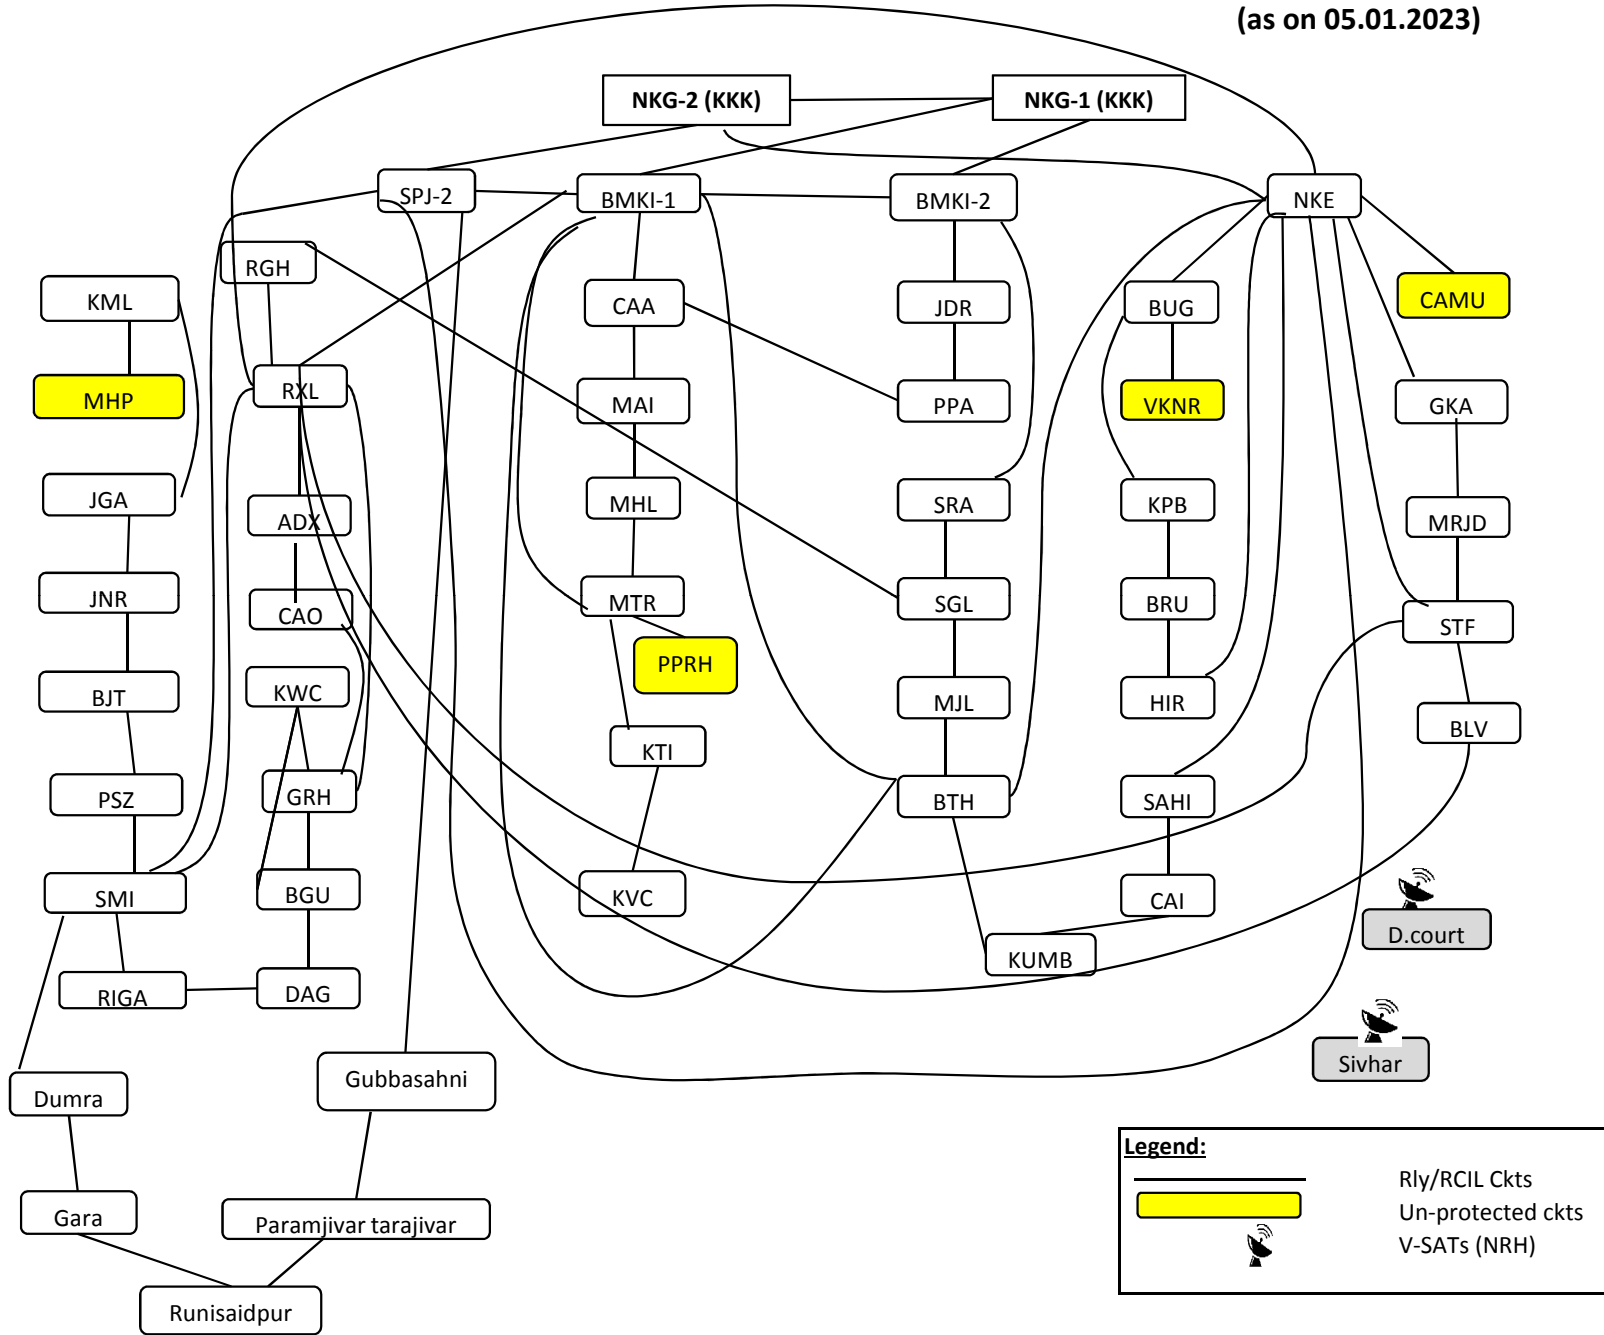 (as on 05.01.2023)
NKG-2 (KKK)
NKG-1 (KKK)
SPJ-2
BMKI-1
BMKI-2
NKE
RGH
KML
CAA
JDR
BUG
CAMU
MHP
RXL
MAI
PPA
VKNR
GKA
JGA
ADX
MHL
SRA
KPB
MRJD
JNR
CAO
MTR
SGL
BRU
STF
PPRH
BJT
KWC
MJL
HIR
BLV
KTI
PSZ
GRH
BTH
SAHI
SMI
BGU
KVC
CAI
D.court
KUMB
RIGA
DAG
Sivhar
Gubbasahni
Dumra
Legend:
Rly/RCIL Ckts
Un-protected ckts
V-SATs (NRH)
Gara
Paramjivar tarajivar
Runisaidpur